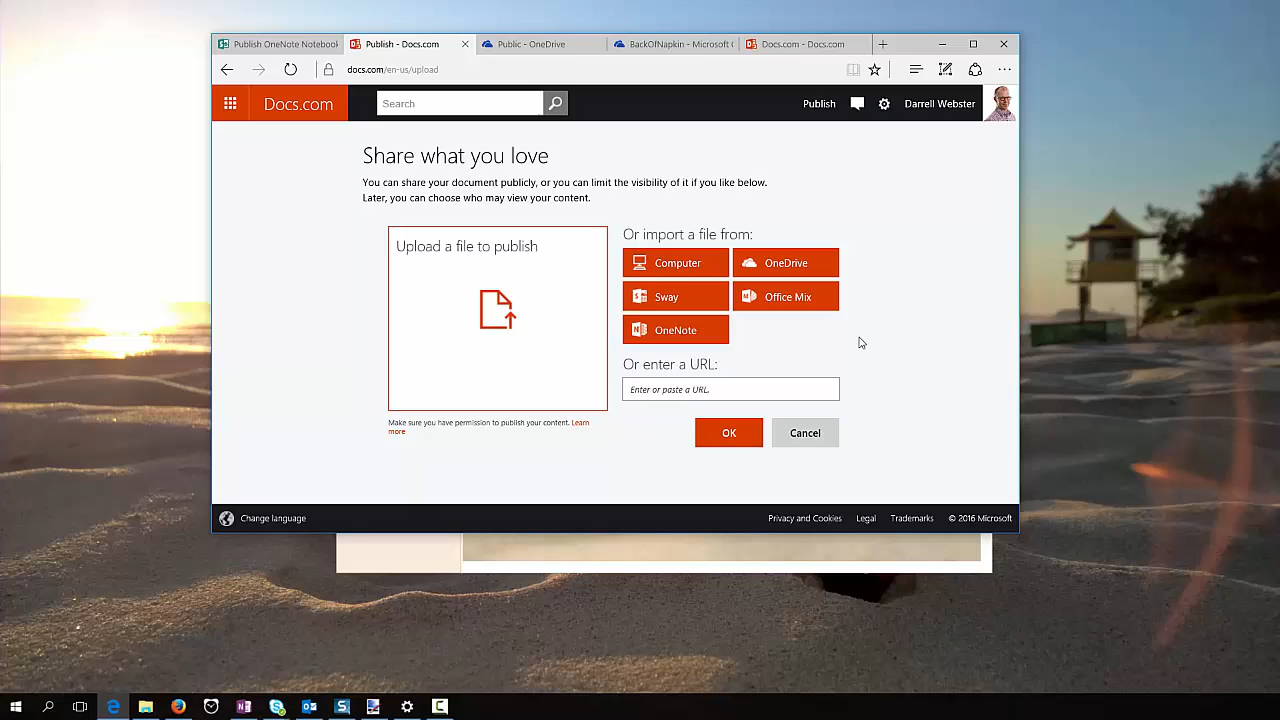 Publish OneNote Notebook
Publish - Docs.com
Public - OneDrive
BackOfNapkin - Microsoft
Docs.com - Docs.com
docs.com/en-us/upload
Docs.com
Search
Publish
Darrell Webster
Share what you love
You can share your document publicly, or you can limit the visibility of it if you like below.
Later, you can choose who may view your content.
Upload a file to publish
Or import a file from:
Computer
OneDrive
Sway
Office Mix
OneNote
Or enter a URL:
Enter or paste a URL.
Make sure you have permission to publish your content. Learn
more
OK
Cancel
Change language
Privacy and Cookies
Legal
Trademarks
© 2016 Microsoft